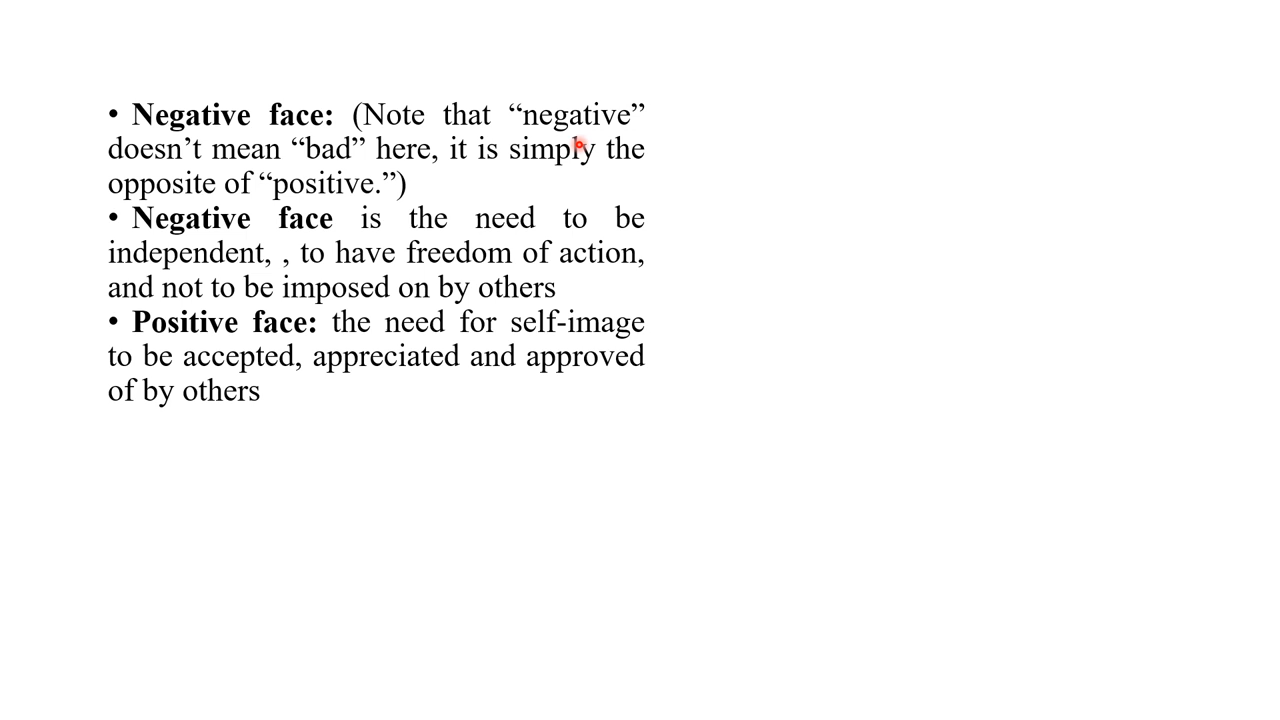 • Negative face: (Note that “negative”
doesn’t mean “bad” here, it is simply the
opposite of “positive.”)
• Negative face is the need to be
independent, , to have freedom of action,
and not to be imposed on by others
• Positive face: the need for self-image
to be accepted, appreciated and approved
of by others